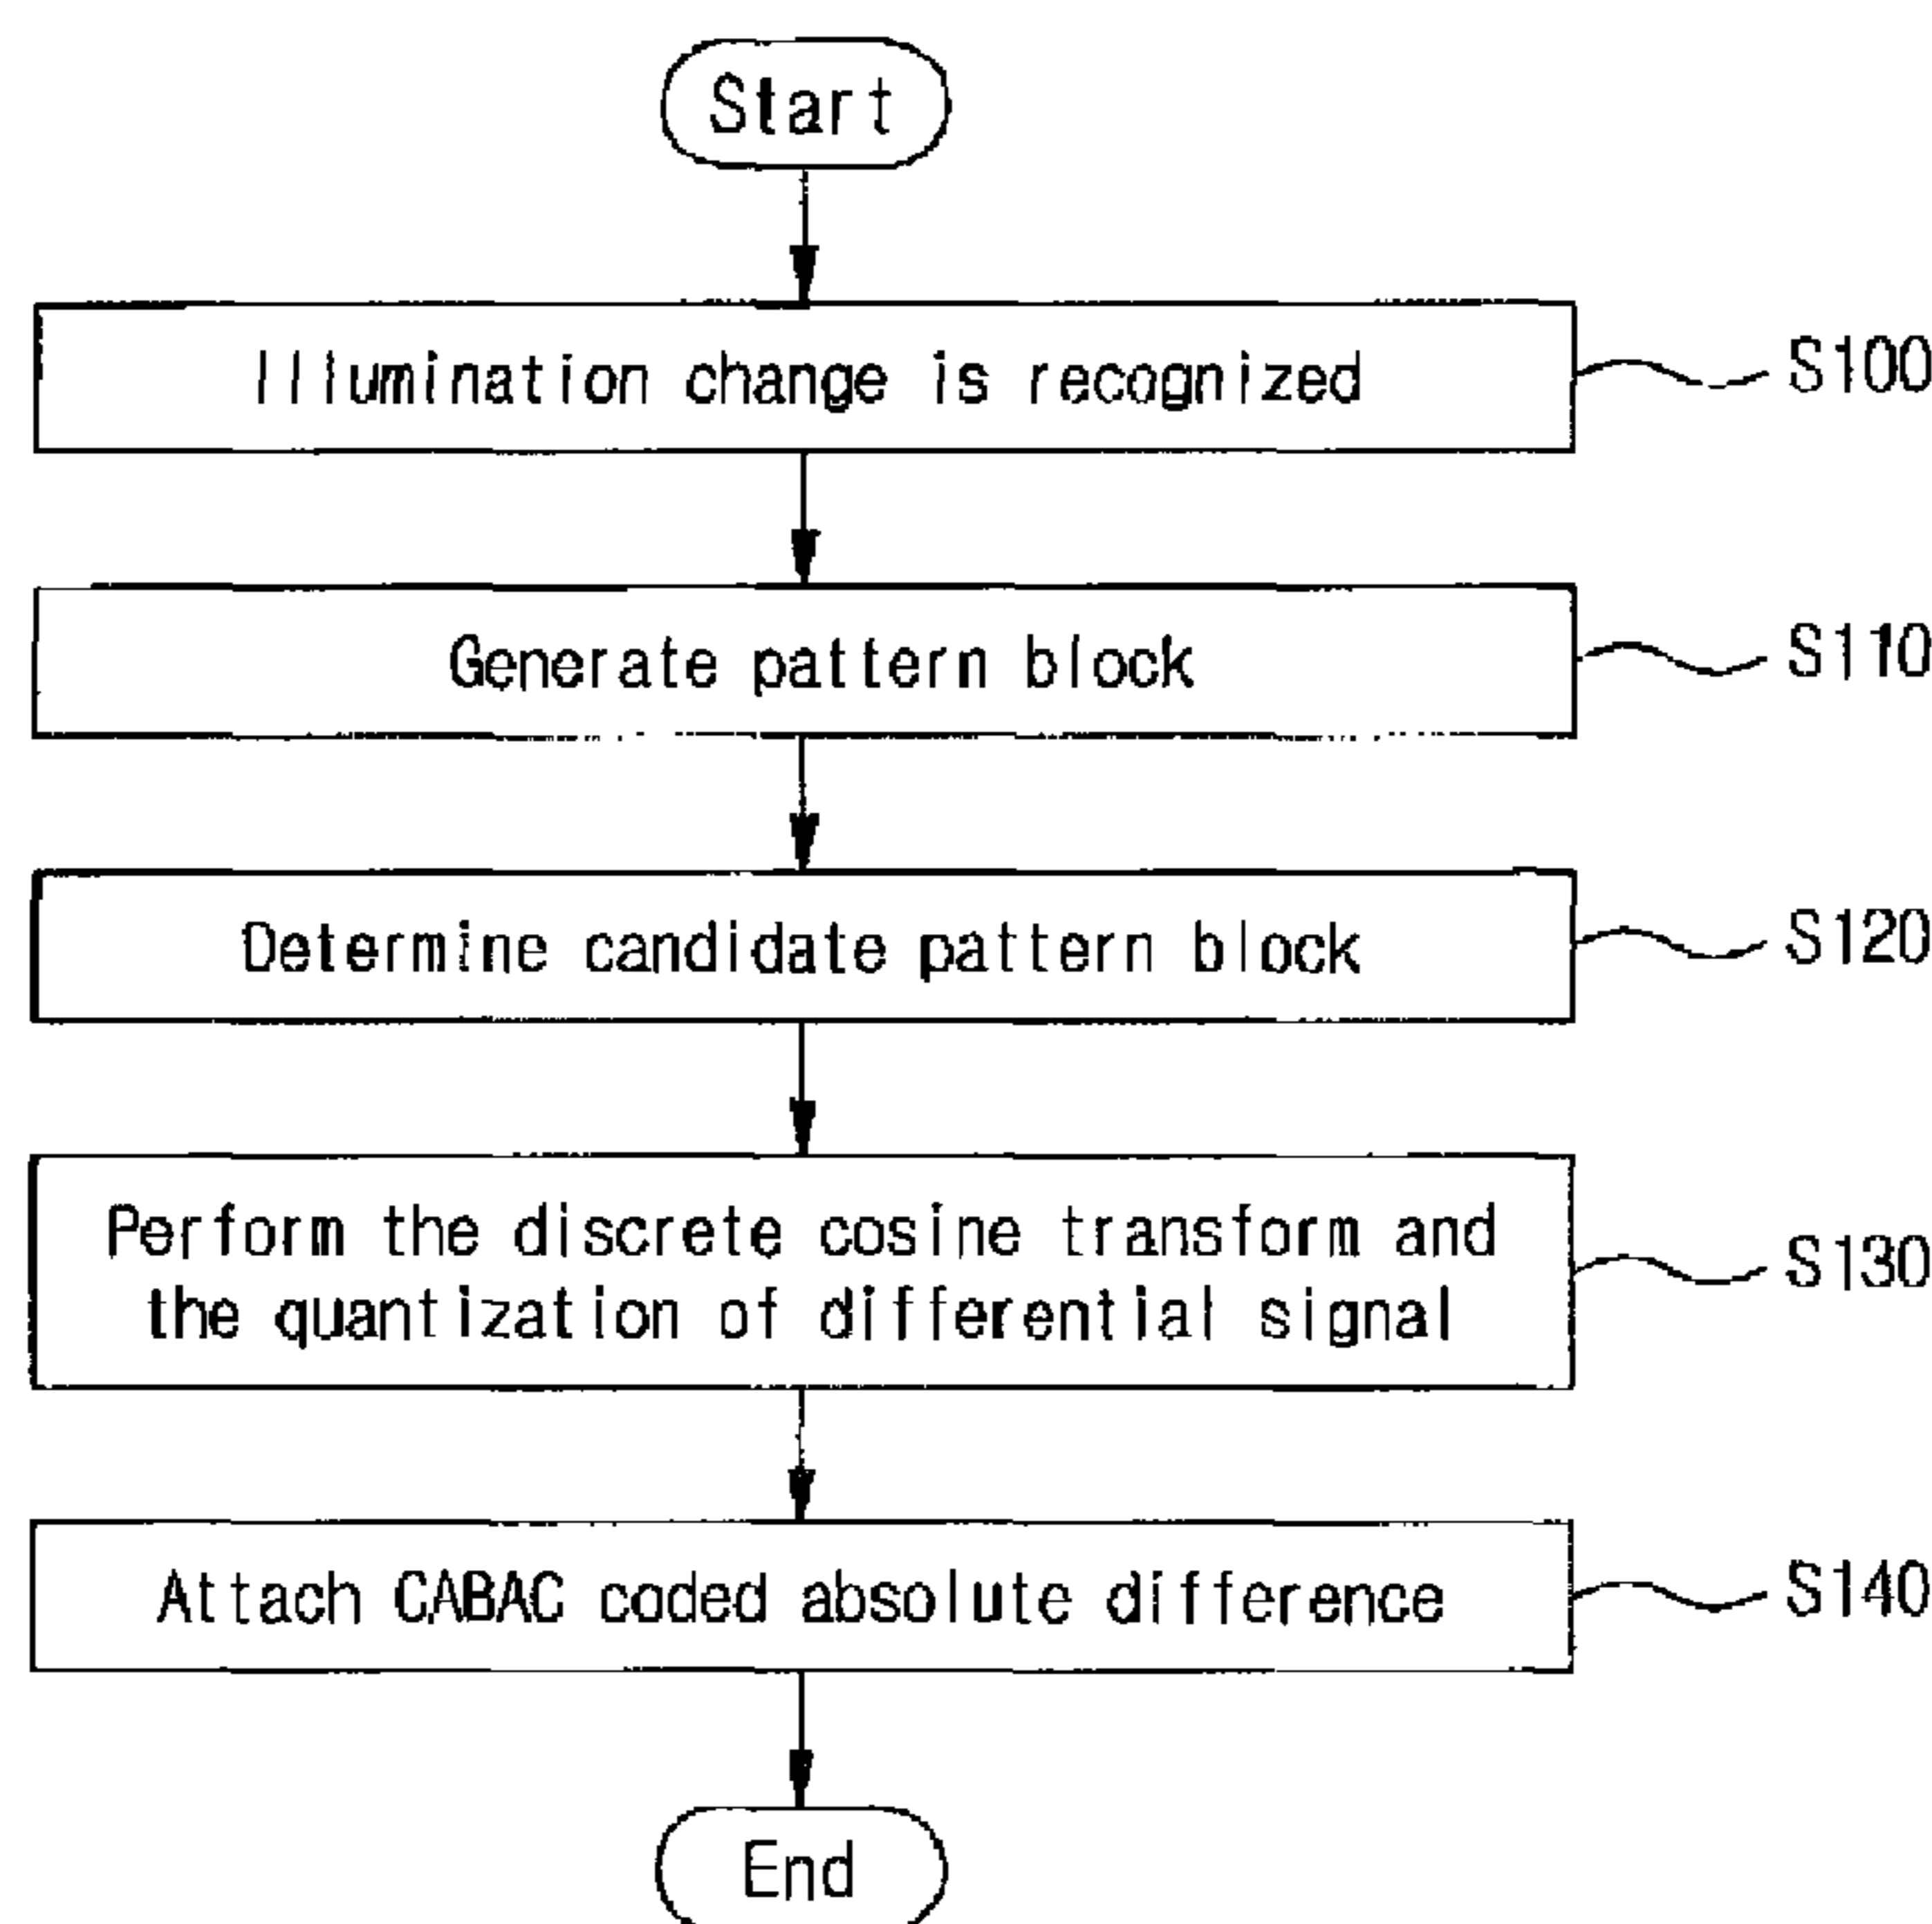 Start
Illumination change is recognized
S100
Generate pattern block
S110
Determine candidate pattern block
S120
Perform the discrete cosine transform and
the quantization of differential signal
S130
Attach CABAC coded absolute difference
S140
End